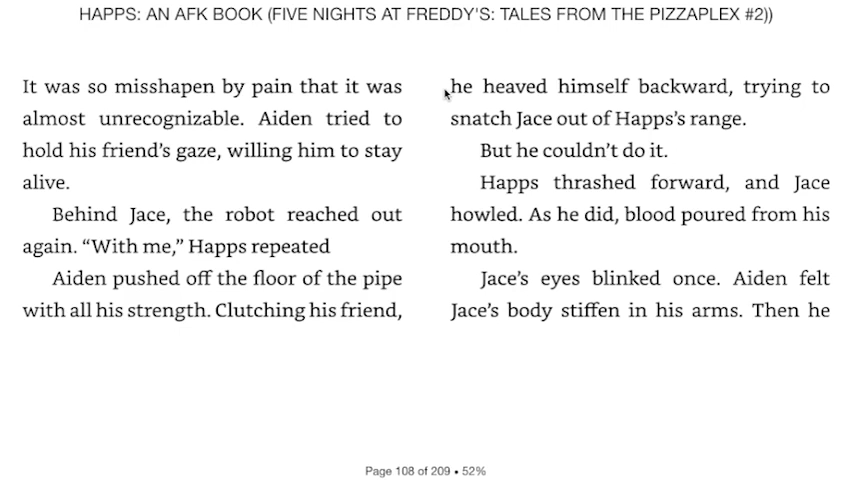 HAPPS: AN AFK BOOK (FIVE NIGHTS AT FREDDY'S: TALES FROM THE PIZZAPLEX #2))
It was so misshapen by pain that it was
almost unrecognizable. Aiden tried to
hold his friend’s gaze, willing him to stay
alive.
Behind Jace, the robot reached out
again. “With me,” Happs repeated
Aiden pushed off the floor of the pipe
with all his strength. Clutching his friend,
he heaved himself backward, trying to
snatch Jace out of Happs’s range.
But he couldn’t do it.
Happs thrashed forward, and Jace
howled. As he did, blood poured from his
mouth.
Jace’s eyes blinked once. Aiden felt
Jace’s body stiffen in his arms. Then he
Page 108 of 209 • 52%